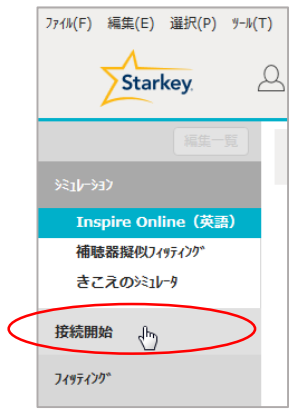 ﾌｧｲﾙ(F) 編集(E) 選択(P) ﾂｰﾙ(T)
Starkey.
編集一覧
ｼﾐｭﾚｰｼｮﾝ
Inspire Online（英語）
補聴器擬似ﾌｨｯﾃｨﾝｸﾞ
きこえのｼﾐｭﾚｰﾀ
接続開始
ﾌｨｯﾃｨﾝｸﾞ